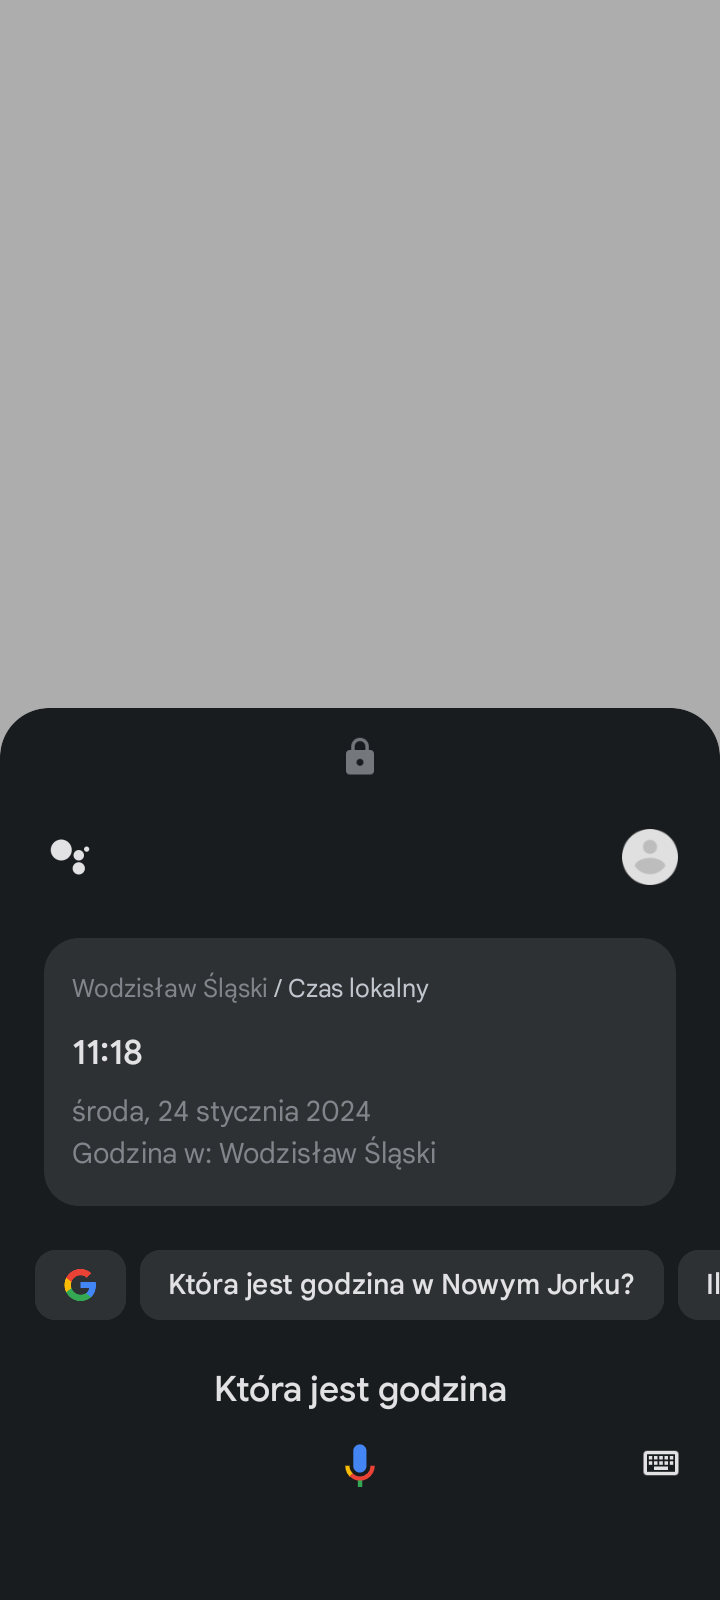 Wodzisław Śląski / Czas lokalny
11:18
środa, 24 stycznia 2024
Godzina w: Wodzisław Śląski
Która jest godzina w Nowym Jorku?
Która jest godzina